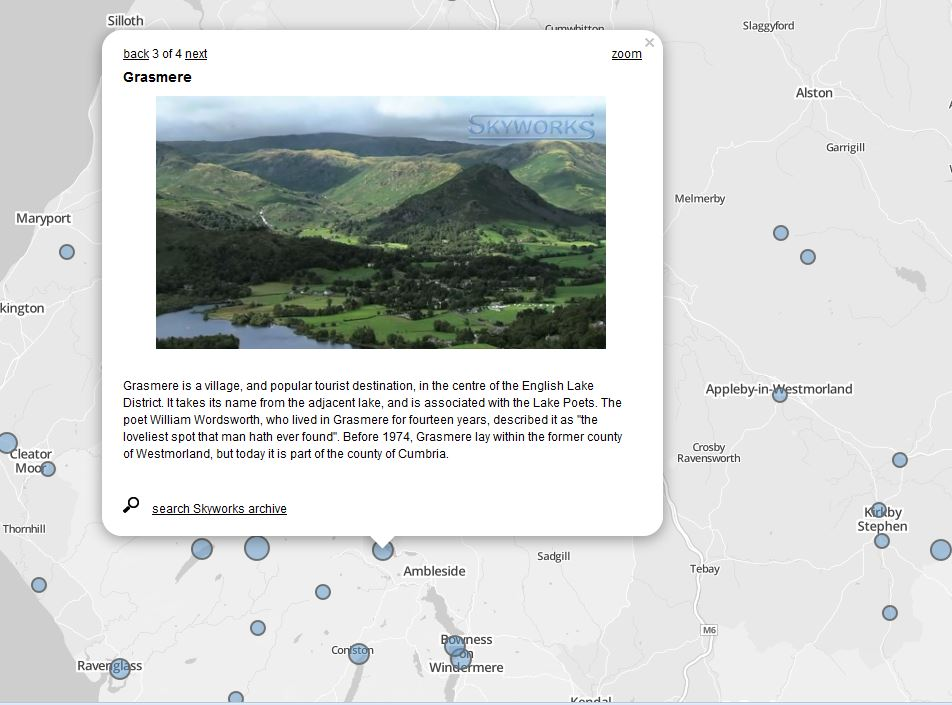 Silloth
Cumwhitton
Slaggyford
back 3 of 4 next
zoom
×
Grasmere
Alston
SKYWORKS
Garrigill
Melmerby
Maryport
kington
Grasmere is a village, and popular tourist destination, in the centre of the English Lake
District. It takes its name from the adjacent lake, and is associated with the Lake Poets. The
poet William Wordsworth, who lived in Grasmere for fourteen years, described it as "the
loveliest spot that man hath ever found". Before 1974, Grasmere lay within the former county
of Westmorland, but today it is part of the county of Cumbria.
Appleby-in-Westmorland
Crosby
Ravensworth
Cleator
Moor
search Skyworks archive
Kirkby
Stephen
Thornhill
Sadgill
Ambleside
Tebay
M6
Coniston
Bowness
on
Windermere
Ravenglass
Kendal